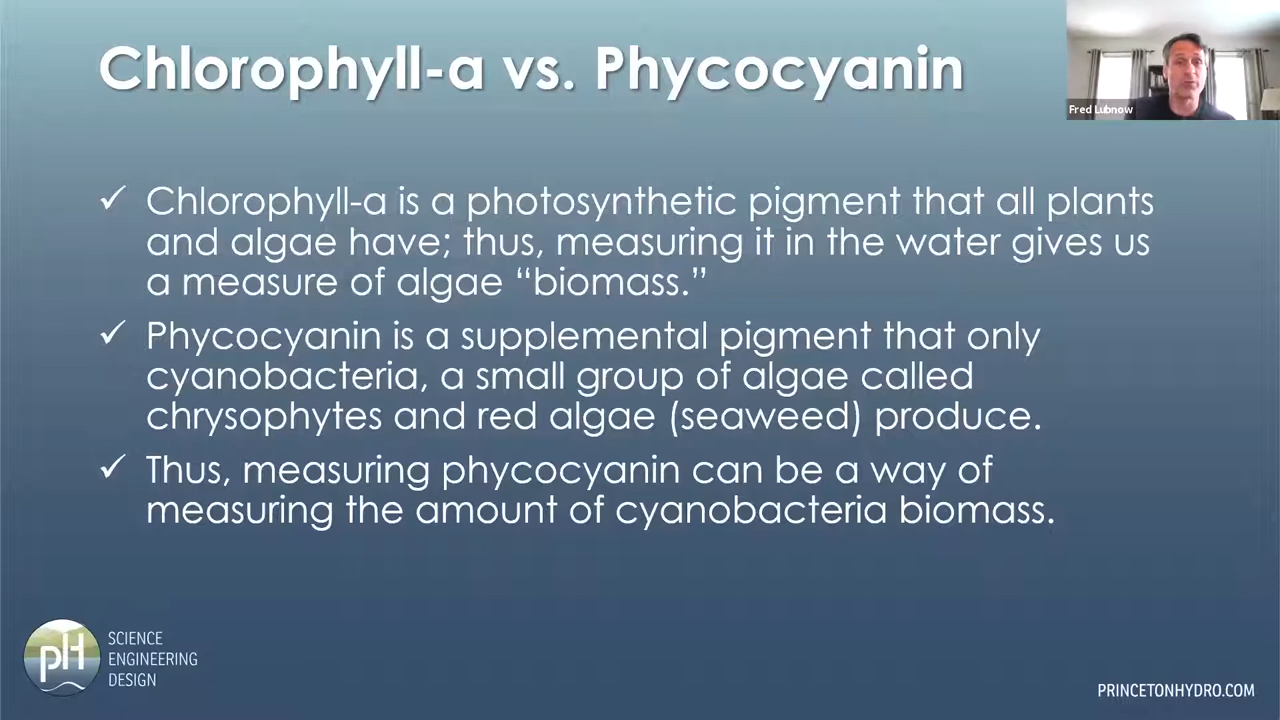 Chlorophyll-a vs. Phycocyanin
Fred Lubnow
✓ Chlorophyll-a is a photosynthetic pigment that all plants
and algae have; thus, measuring it in the water gives us
a measure of algae “biomass.”
✓ Phycocyanin is a supplemental pigment that only
cyanobacteria, a small group of algae called
chrysophytes and red algae (seaweed) produce.
✓ Thus, measuring phycocyanin can be a way of
measuring the amount of cyanobacteria biomass.
pH
SCIENCE
ENGINEERING
DESIGN
PRINCETONHYDRO.COM